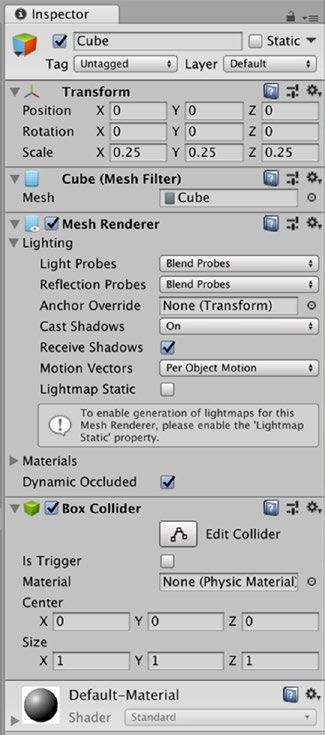 Inspector
Cube Static
Tag Untagged Layer Default
Transform
Position X 0 Y 0 Z 0
Rotation X 0 Y 0 Z 0
Scale X 0.25 Y 0.25 Z 0.25
Cube (Mesh Filter)
Mesh Cube
Mesh Renderer
Lighting
Light Probes Blend Probes
Reflection Probes Blend Probes
Anchor Override None (Transform)
Cast Shadows On
Receive Shadows
Motion Vectors Per Object Motion
Lightmap Static
To enable generation of lightmaps for this
Mesh Renderer, please enable the 'Lightmap
Static' property.
Materials
Dynamic Occluded
Box Collider
Edit Collider
Is Trigger
Material None (Physic Material)
Center
X 0 Y 0 Z 0
Size
X 1 Y 1 Z 1
Default-Material
Shader Standard